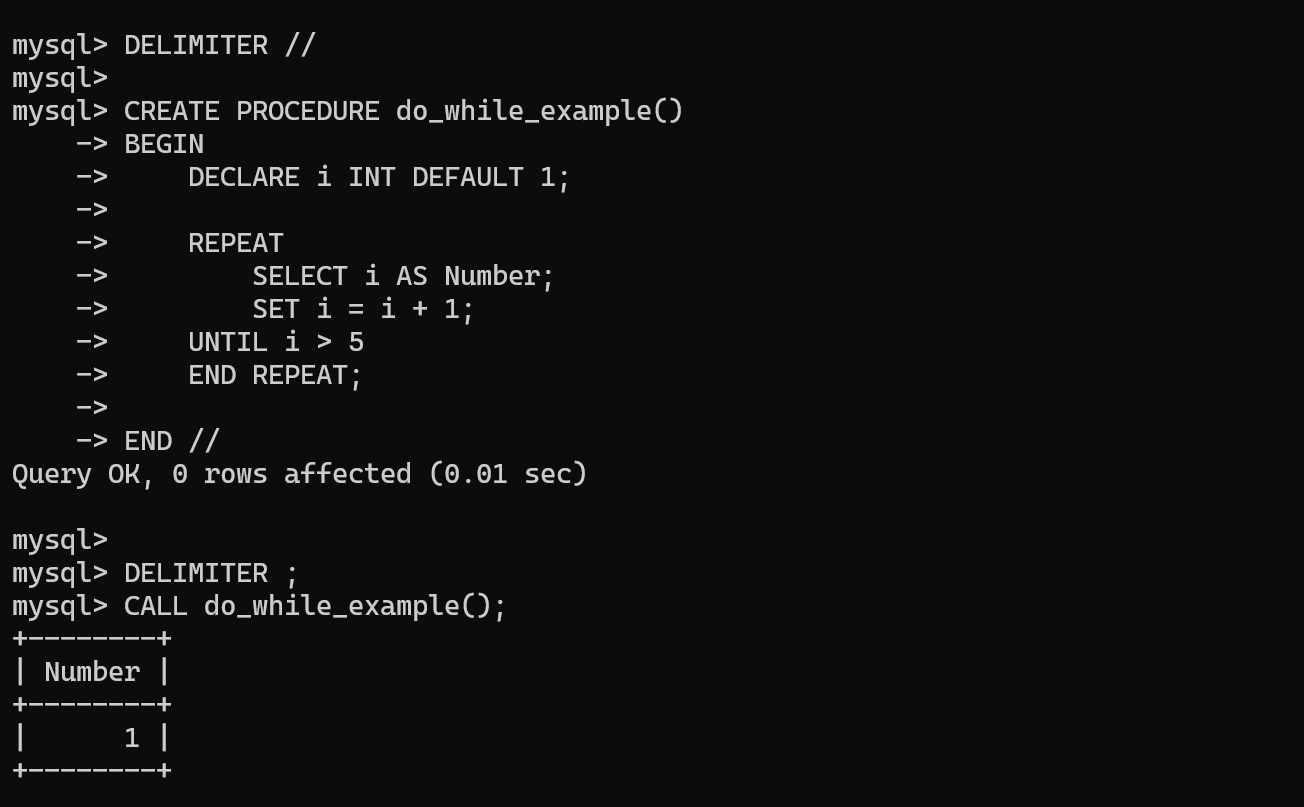 mysql> DELIMITER //
mysql>
mysql> CREATE PROCEDURE do_while_example()
    -> BEGIN
    ->     DECLARE i INT DEFAULT 1;
    ->
    ->     REPEAT
    ->         SELECT i AS Number;
    ->         SET i = i + 1;
    ->     UNTIL i > 5
    ->     END REPEAT;
    ->
    -> END //
Query OK, 0 rows affected (0.01 sec)

mysql>
mysql> DELIMITER ;
mysql> CALL do_while_example();
+--------+
| Number |
+--------+
|      1 |
+--------+